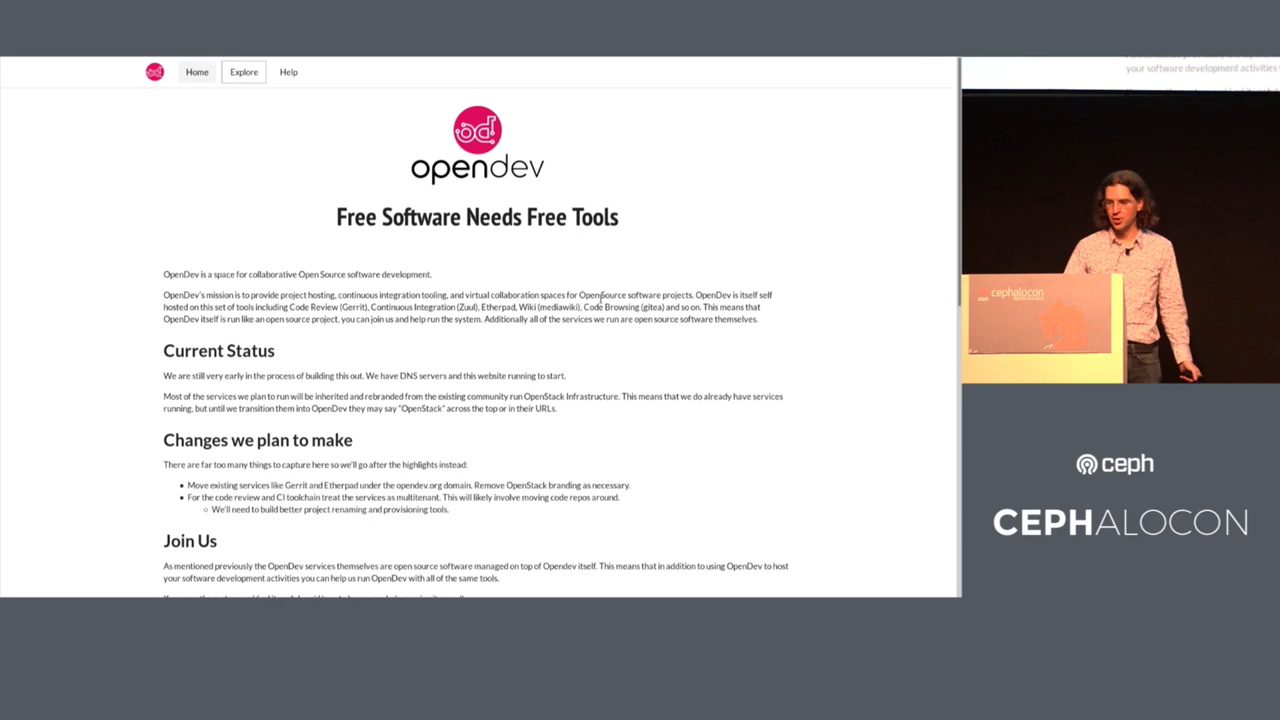 Home Explore Help
opendev
Free Software Needs Free Tools
OpenDev is a space for collaborative Open Source software development.
OpenDev's mission is to provide project hosting, continuous integration tooling, and virtual collaboration spaces for Open Source software projects. OpenDev is itself self
hosted on this set of tools including Code Review (Gerrit), Continuous Integration (Zuul), Etherpad, Wiki (mediawiki), Code Browsing (gitea) and so on. This means that
OpenDev itself is run like an open source project, you can join us and help run the system. Additionally all of the services we run are open source software themselves.
Current Status
We are still very early in the process of building this out. We have DNS servers and this website running to start.
Most of the services we plan to run will be inherited and rebranded from the existing community run OpenStack Infrastructure. This means that we do already have services
running, but until we transition them into OpenDev they may say "OpenStack" across the top or in their URLs.
Changes we plan to make
There are far too many things to capture here so we'll go after the highlights instead:
• Move existing services like Gerrit and Etherpad under the opendev.org domain. Remove OpenStack branding as necessary.
• For the code review and CI toolchain treat the services as multitenant. This will likely involve moving code repos around.
○ We'll need to build better project renaming and provisioning tools.
Join Us
As mentioned previously the OpenDev services themselves are open source software managed on top of Opendev itself. This means that in addition to using OpenDev to host
your software development activities you can help us run OpenDev with all of the same tools.
your software development activities
cephalocon
ceph
CEPHALOCON